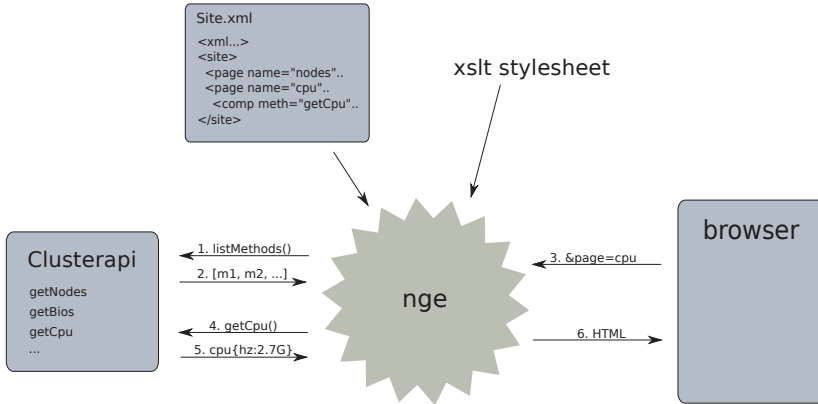 Site.xml
<xml...>
<site>
<page name="nodes"..
<page name="cpu"..
<comp meth="getCpu"..
</site>
xslt stylesheet
Clusterapi
getNodes
getBios
getCpu
...
1. listMethods()
2. [m1, m2, ...]
4. getCpu()
5. cpu{hz:2.7G}
nge
3. &page=cpu
6. HTML
browser